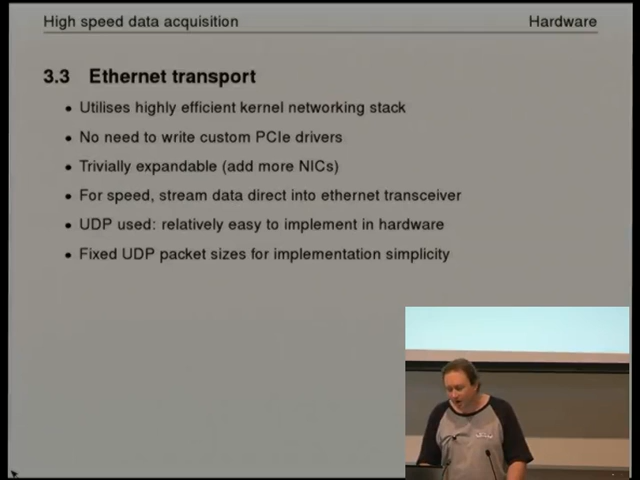 High speed data acquisition Hardware
3.3 Ethernet transport
• Utilises highly efficient kernel networking stack
• No need to write custom PCIe drivers
• Trivially expandable (add more NICs)
• For speed, stream data direct into ethernet transceiver
• UDP used: relatively easy to implement in hardware
• Fixed UDP packet sizes for implementation simplicity